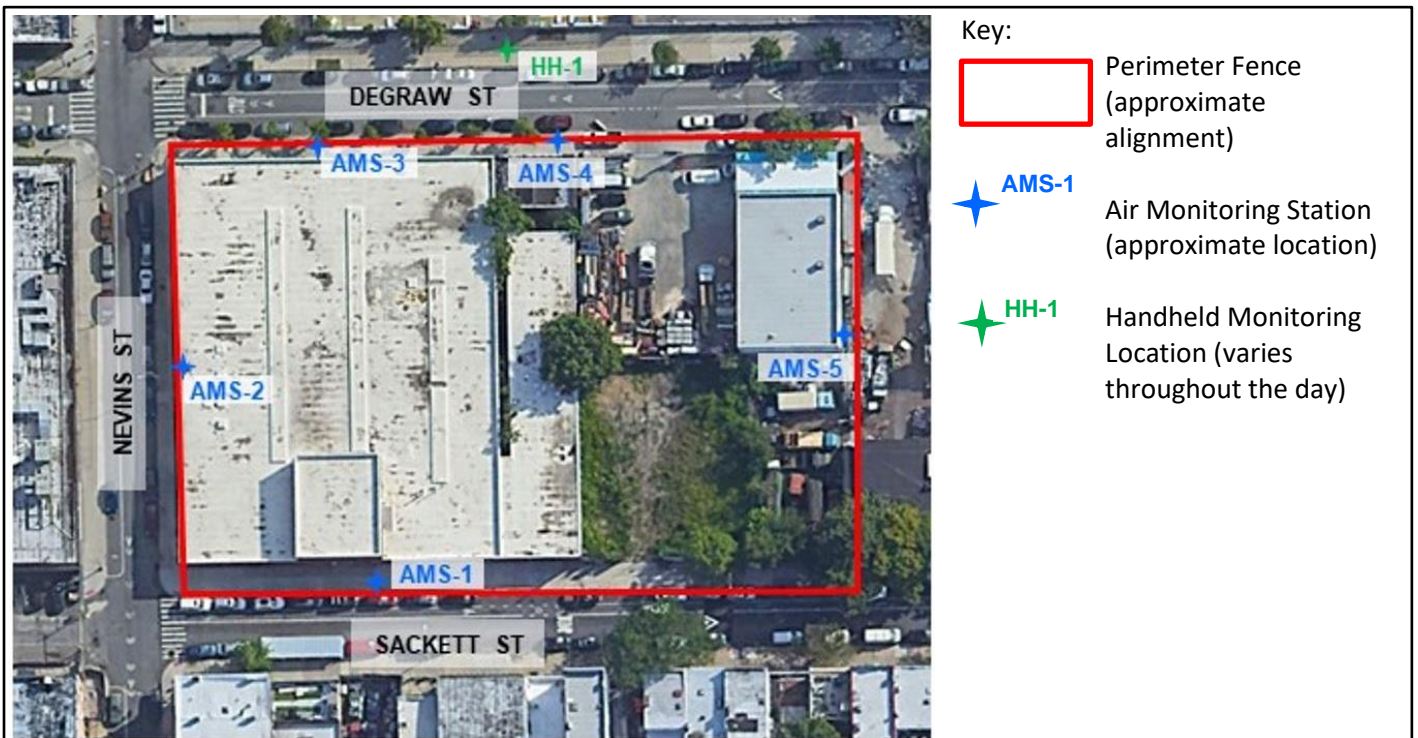 HH-1
DEGRAW ST
AMS-3
AMS-4
AMS-2
AMS-5
NEVINS ST
AMS-1
SACKETT ST
Key:
Perimeter Fence
(approximate
alignment)
AMS-1
Air Monitoring Station
(approximate location)
HH-1
Handheld Monitoring
Location (varies
throughout the day)